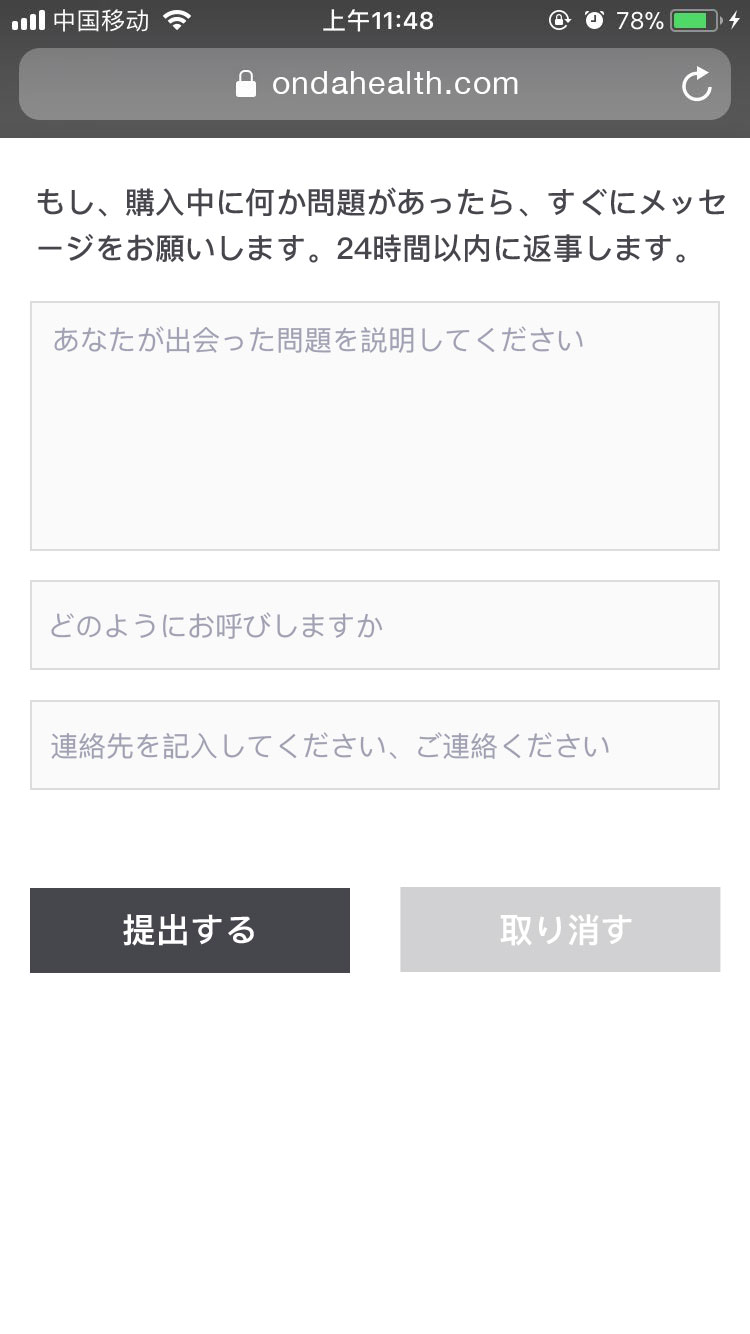 中国移动
上午11:48
78%
ondahealth.com
もし、購入中に何か問題があったら、すぐにメッセ
ージをお願いします。24時間以内に返事します。
あなたが出会った問題を説明してください
どのようにお呼びしますか
連絡先を記入してください、ご連絡ください
提出する
取り消す